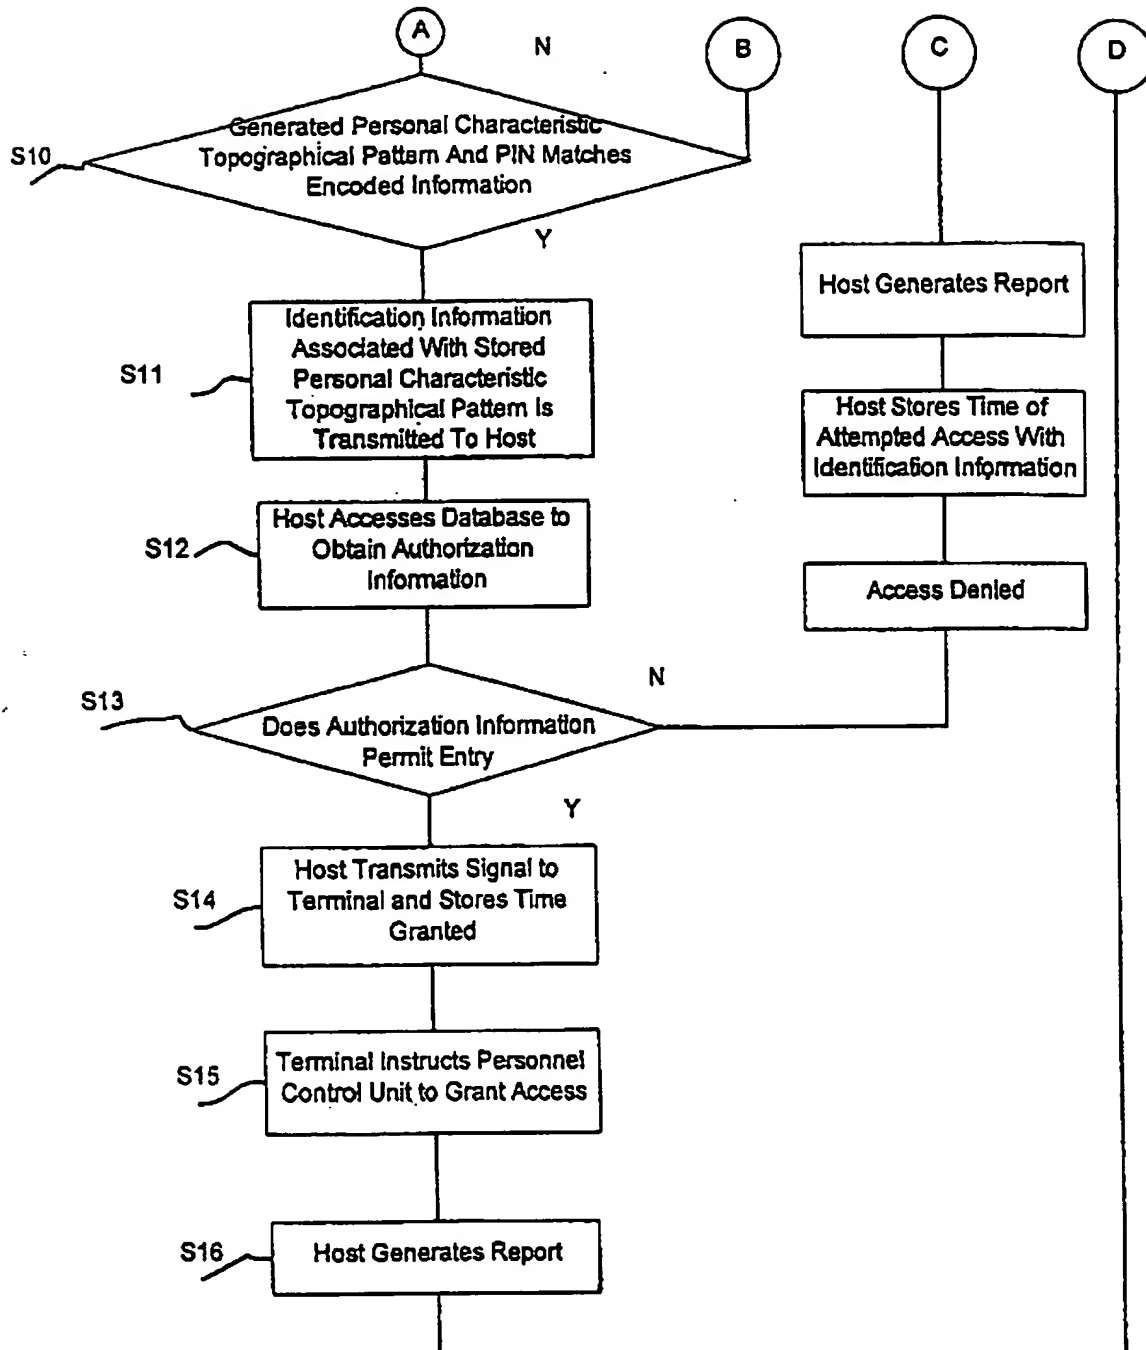 A
N
B
C
D
Generated Personal Characteristic
Topographical Pattern And PIN Matches
Encoded Information
S10
Y
Host Generates Report
Identification Information
Associated With Stored
Personal Characteristic
Topographical Pattern Is
Transmitted To Host
S11
Host Stores Time of
Attempted Access With
Identification Information
Host Accesses Database to
Obtain Authorization
Information
S12
Access Denied
N
S13
Does Authorization Information
Permit Entry
Y
Host Transmits Signal to
Terminal and Stores Time
Granted
S14
Terminal Instructs Personnel
Control Unit to Grant Access
S15
S16
Host Generates Report